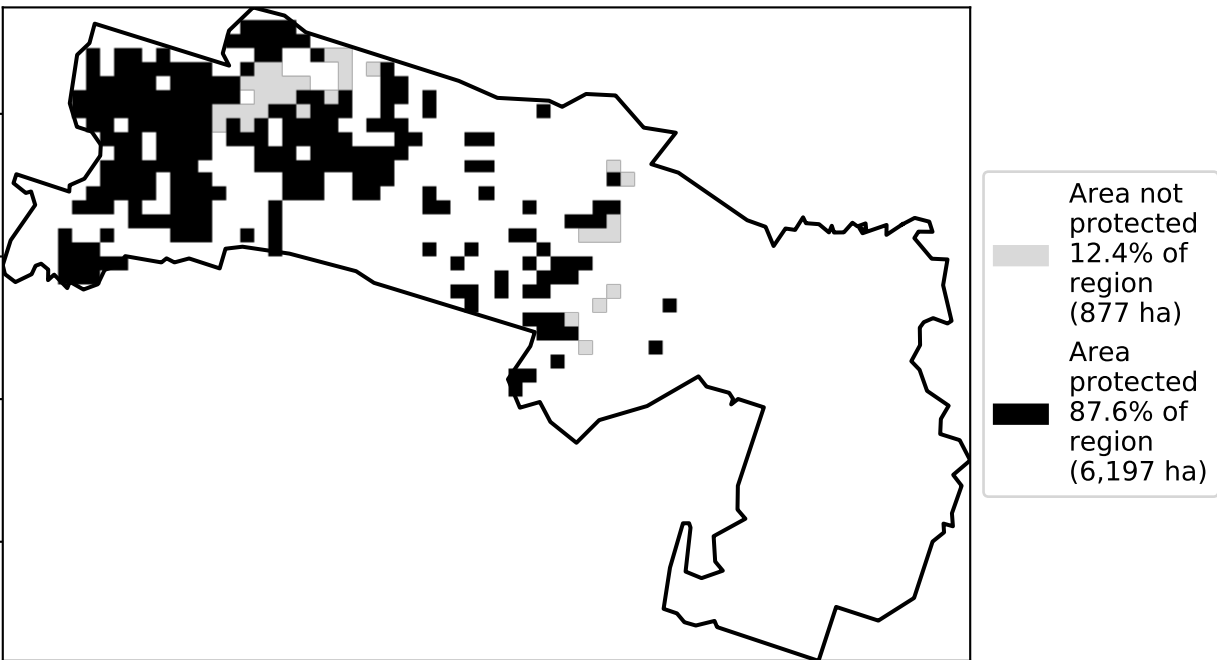 Area not
protected
12.4% of
region
(877 ha)
Area
protected
87.6% of
region
(6,197 ha)